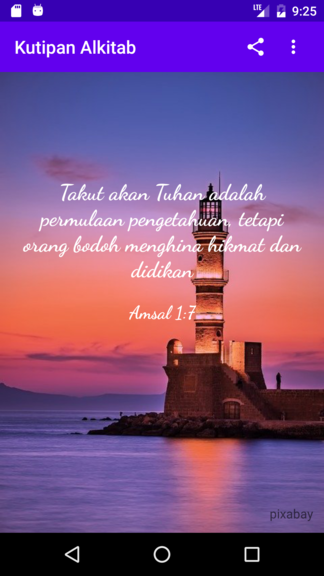 LTE 9:25
Kutipan Alkitab
Takut akan Tuhan adalah
permulaan pengetahuan, tetapi
orang bodoh menghina hikmat dan
didikan
Amsal 1:7
pixabay